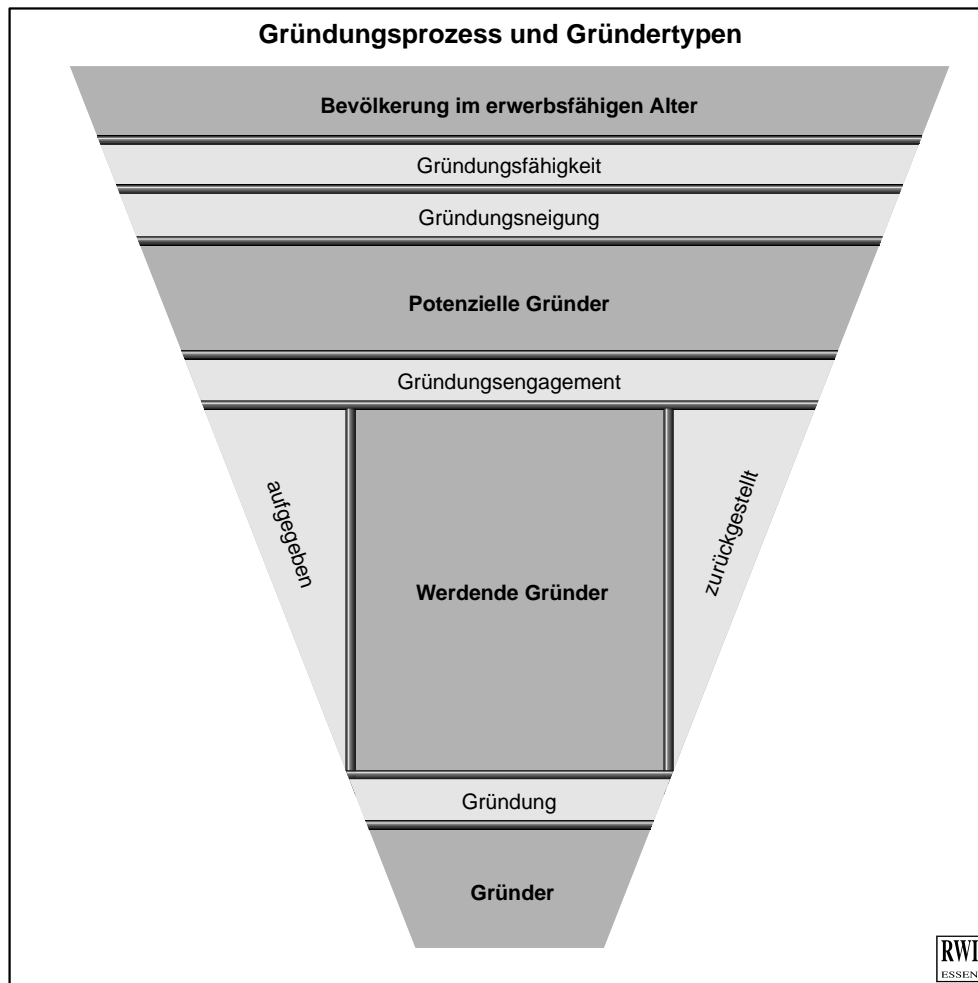 Gründungsprozess und Gründertypen
Bevölkerung im erwerbsfähigen Alter
Gründungsfähigkeit
Gründungsneigung
Potenzielle Gründer
Gründungsengagement
aufgegeben
Werdende Gründer
zurückgestellt
Gründung
Gründer
RWI
ESSEN